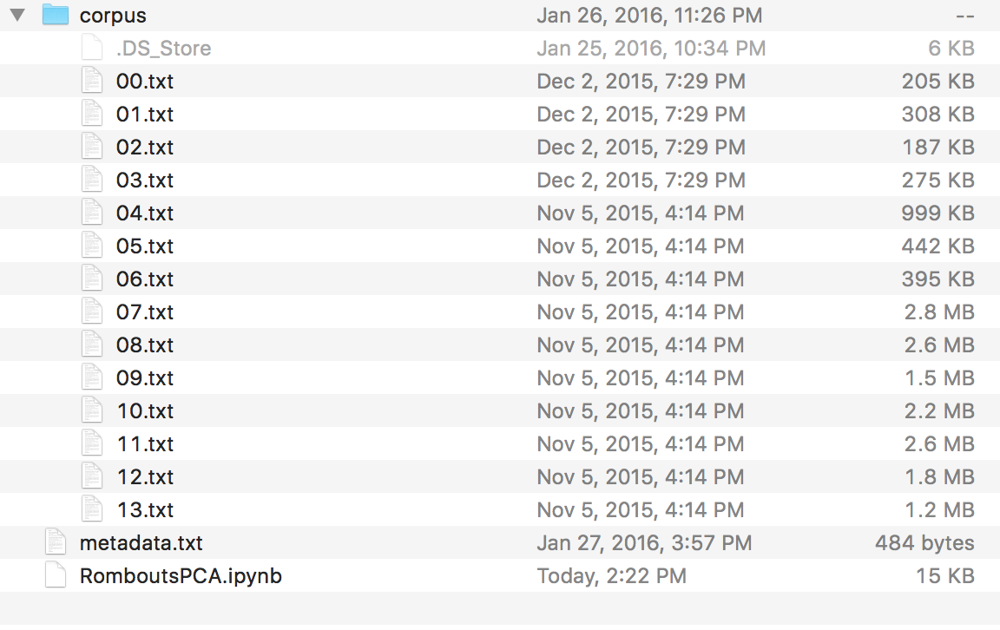 corpus Jan 26, 2016, 11:26 PM --
.DS_Store Jan 25, 2016, 10:34 PM 6 KB
00.txt Dec 2, 2015, 7:29 PM 205 KB
01.txt Dec 2, 2015, 7:29 PM 308 KB
02.txt Dec 2, 2015, 7:29 PM 187 KB
03.txt Dec 2, 2015, 7:29 PM 275 KB
04.txt Nov 5, 2015, 4:14 PM 999 KB
05.txt Nov 5, 2015, 4:14 PM 442 KB
06.txt Nov 5, 2015, 4:14 PM 395 KB
07.txt Nov 5, 2015, 4:14 PM 2.8 MB
08.txt Nov 5, 2015, 4:14 PM 2.6 MB
09.txt Nov 5, 2015, 4:14 PM 1.5 MB
10.txt Nov 5, 2015, 4:14 PM 2.2 MB
11.txt Nov 5, 2015, 4:14 PM 2.6 MB
12.txt Nov 5, 2015, 4:14 PM 1.8 MB
13.txt Nov 5, 2015, 4:14 PM 1.2 MB
metadata.txt Jan 27, 2016, 3:57 PM 484 bytes
RomboutsPCA.ipynb Today, 2:22 PM 15 KB